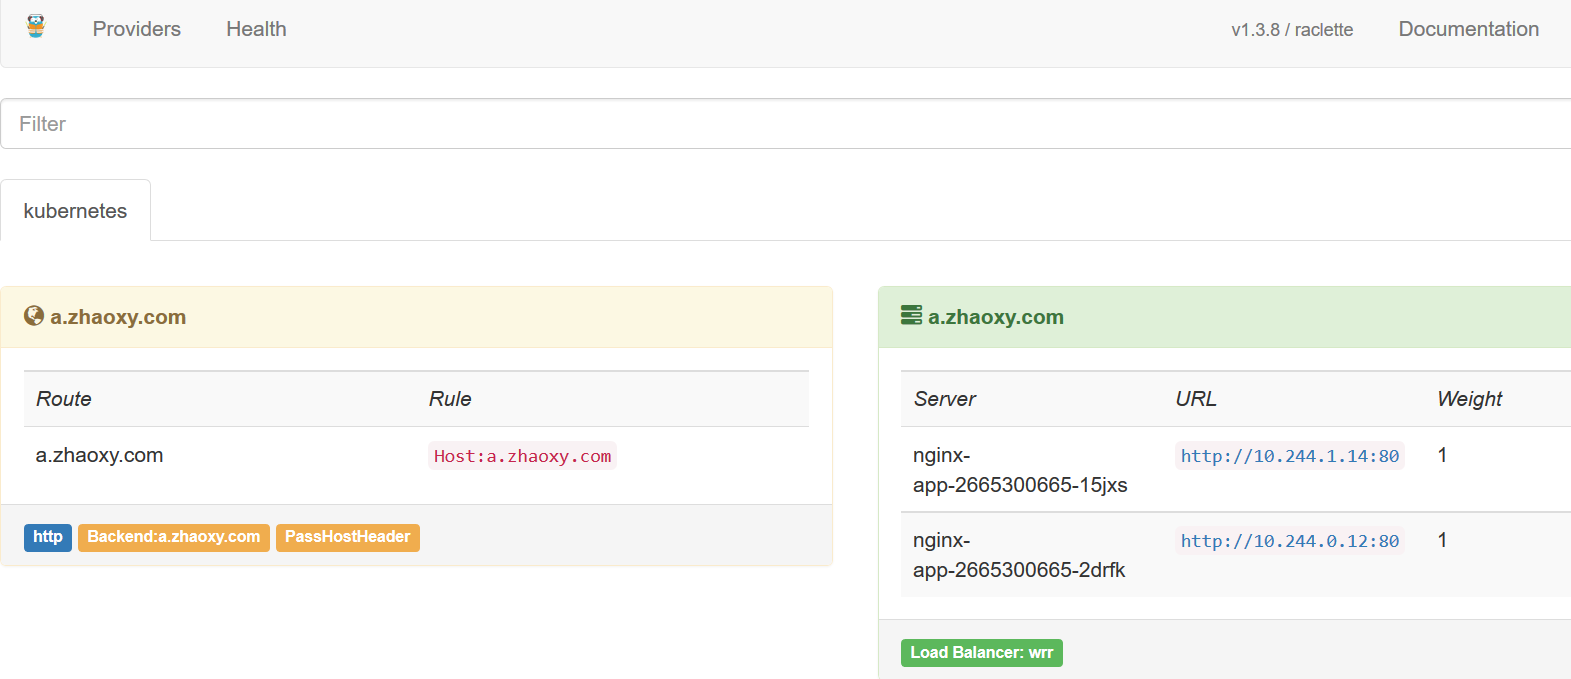 Providers Health v1.3.8 / raclette Documentation
Filter
kubernetes
a.zhaoxy.com
Route Rule
a.zhaoxy.com Host:a.zhaoxy.com
http Backend:a.zhaoxy.com PassHostHeader
a.zhaoxy.com
Server URL Weight
nginx-
app-2665300665-15jxs http://10.244.1.14:80 1
nginx-
app-2665300665-2drfk http://10.244.0.12:80 1
Load Balancer: wrr